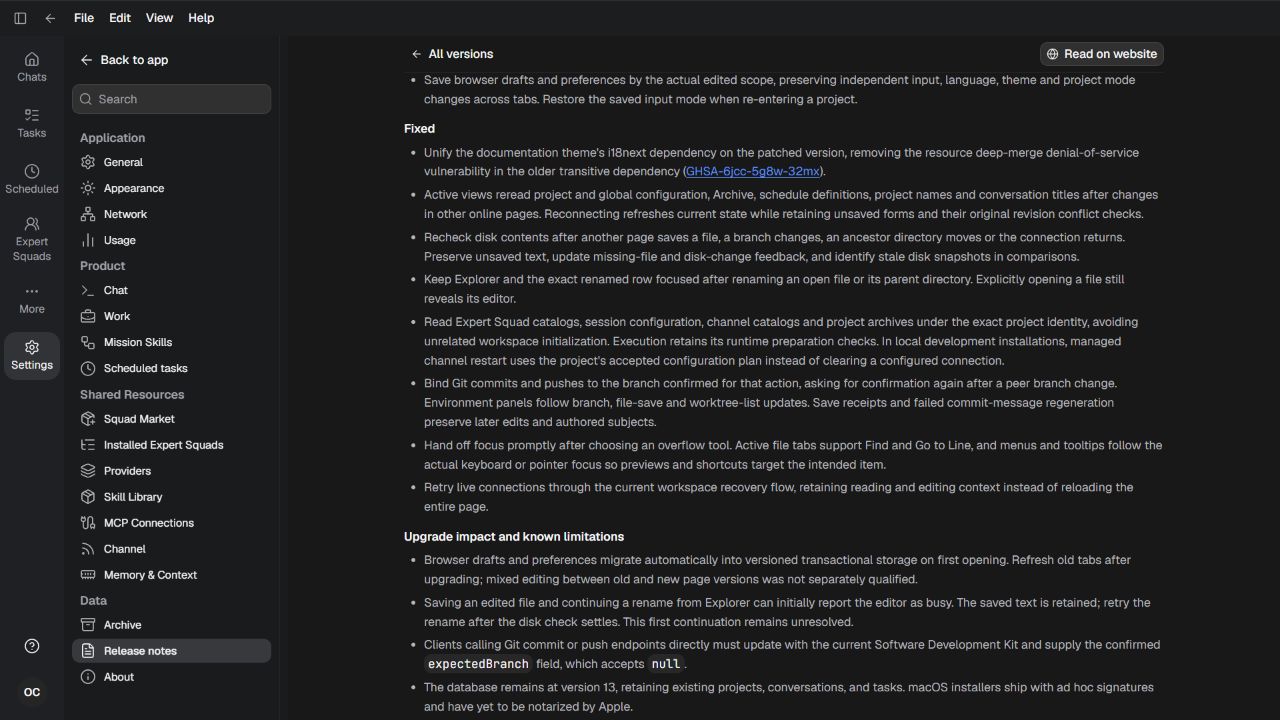 File Edit View Help
Chats
Tasks
Scheduled
Expert
Squads
More
Settings
OC
Back to app
Search
Application
General
Appearance
Network
Usage
Product
Chat
Work
Mission Skills
Scheduled tasks
Shared Resources
Squad Market
Installed Expert Squads
Providers
Skill Library
MCP Connections
Channel
Memory & Context
Data
Archive
Release notes
About
All versions
Read on website
• Save browser drafts and preferences by the actual edited scope, preserving independent input, language, theme and project mode
changes across tabs. Restore the saved input mode when re-entering a project.
Fixed
• Unify the documentation theme's i18next dependency on the patched version, removing the resource deep-merge denial-of-service
vulnerability in the older transitive dependency (GHSA-6jcc-5g8w-32mx).
• Active views reread project and global configuration, Archive, schedule definitions, project names and conversation titles after changes
in other online pages. Reconnecting refreshes current state while retaining unsaved forms and their original revision conflict checks.
• Recheck disk contents after another page saves a file, a branch changes, an ancestor directory moves or the connection returns.
Preserve unsaved text, update missing-file and disk-change feedback, and identify stale disk snapshots in comparisons.
• Keep Explorer and the exact renamed row focused after renaming an open file or its parent directory. Explicitly opening a file still
reveals its editor.
• Read Expert Squad catalogs, session configuration, channel catalogs and project archives under the exact project identity, avoiding
unrelated workspace initialization. Execution retains its runtime preparation checks. In local development installations, managed
channel restart uses the project's accepted configuration plan instead of clearing a configured connection.
• Bind Git commits and pushes to the branch confirmed for that action, asking for confirmation again after a peer branch change.
Environment panels follow branch, file-save and worktree-list updates. Save receipts and failed commit-message regeneration
preserve later edits and authored subjects.
• Hand off focus promptly after choosing an overflow tool. Active file tabs support Find and Go to Line, and menus and tooltips follow the
actual keyboard or pointer focus so previews and shortcuts target the intended item.
• Retry live connections through the current workspace recovery flow, retaining reading and editing context instead of reloading the
entire page.
Upgrade impact and known limitations
• Browser drafts and preferences migrate automatically into versioned transactional storage on first opening. Refresh old tabs after
upgrading; mixed editing between old and new page versions was not separately qualified.
• Saving an edited file and continuing a rename from Explorer can initially report the editor as busy. The saved text is retained; retry the
rename after the disk check settles. This first continuation remains unresolved.
• Clients calling Git commit or push endpoints directly must update with the current Software Development Kit and supply the confirmed
expectedBranch field, which accepts null.
• The database remains at version 13, retaining existing projects, conversations, and tasks. macOS installers ship with ad hoc signatures
and have yet to be notarized by Apple.